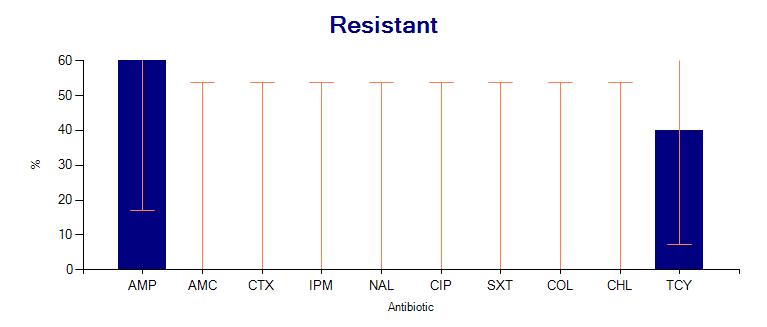 Resistant
60
50
40
30
20
10
0
%
AMP AMC CTX IPM NAL CIP SXT COL CHL TCY
Antibiotic